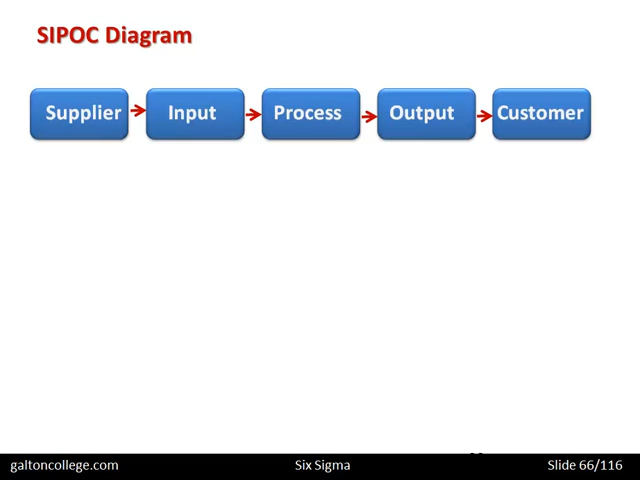 SIPOC Diagram
Supplier Input Process Output Customer
galtoncollege.com Six Sigma Slide 66/116